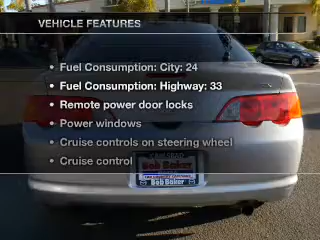 VEHICLE FEATURES
Fuel Consumption: City: 24
Fuel Consumption: Highway: 33
Remote power door locks
Power windows
Cruise controls on steering wheel
Cruise control
Bob Baker